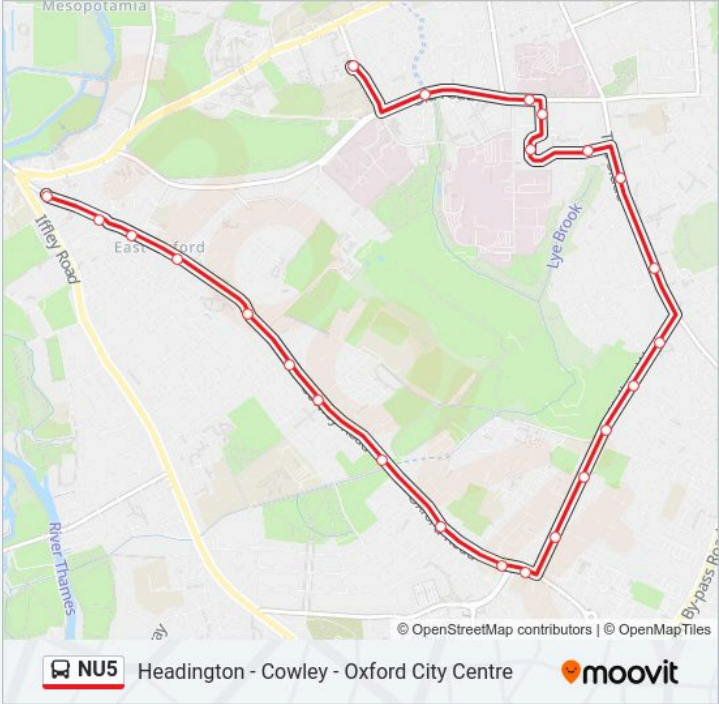 Mesopotamia
Iffley Road
East Oxford
Lye Brook
River Thames
By-pass Roa
© OpenStreetMap contributors | © OpenMapTiles
NU5
Headington - Cowley - Oxford City Centre
moovit